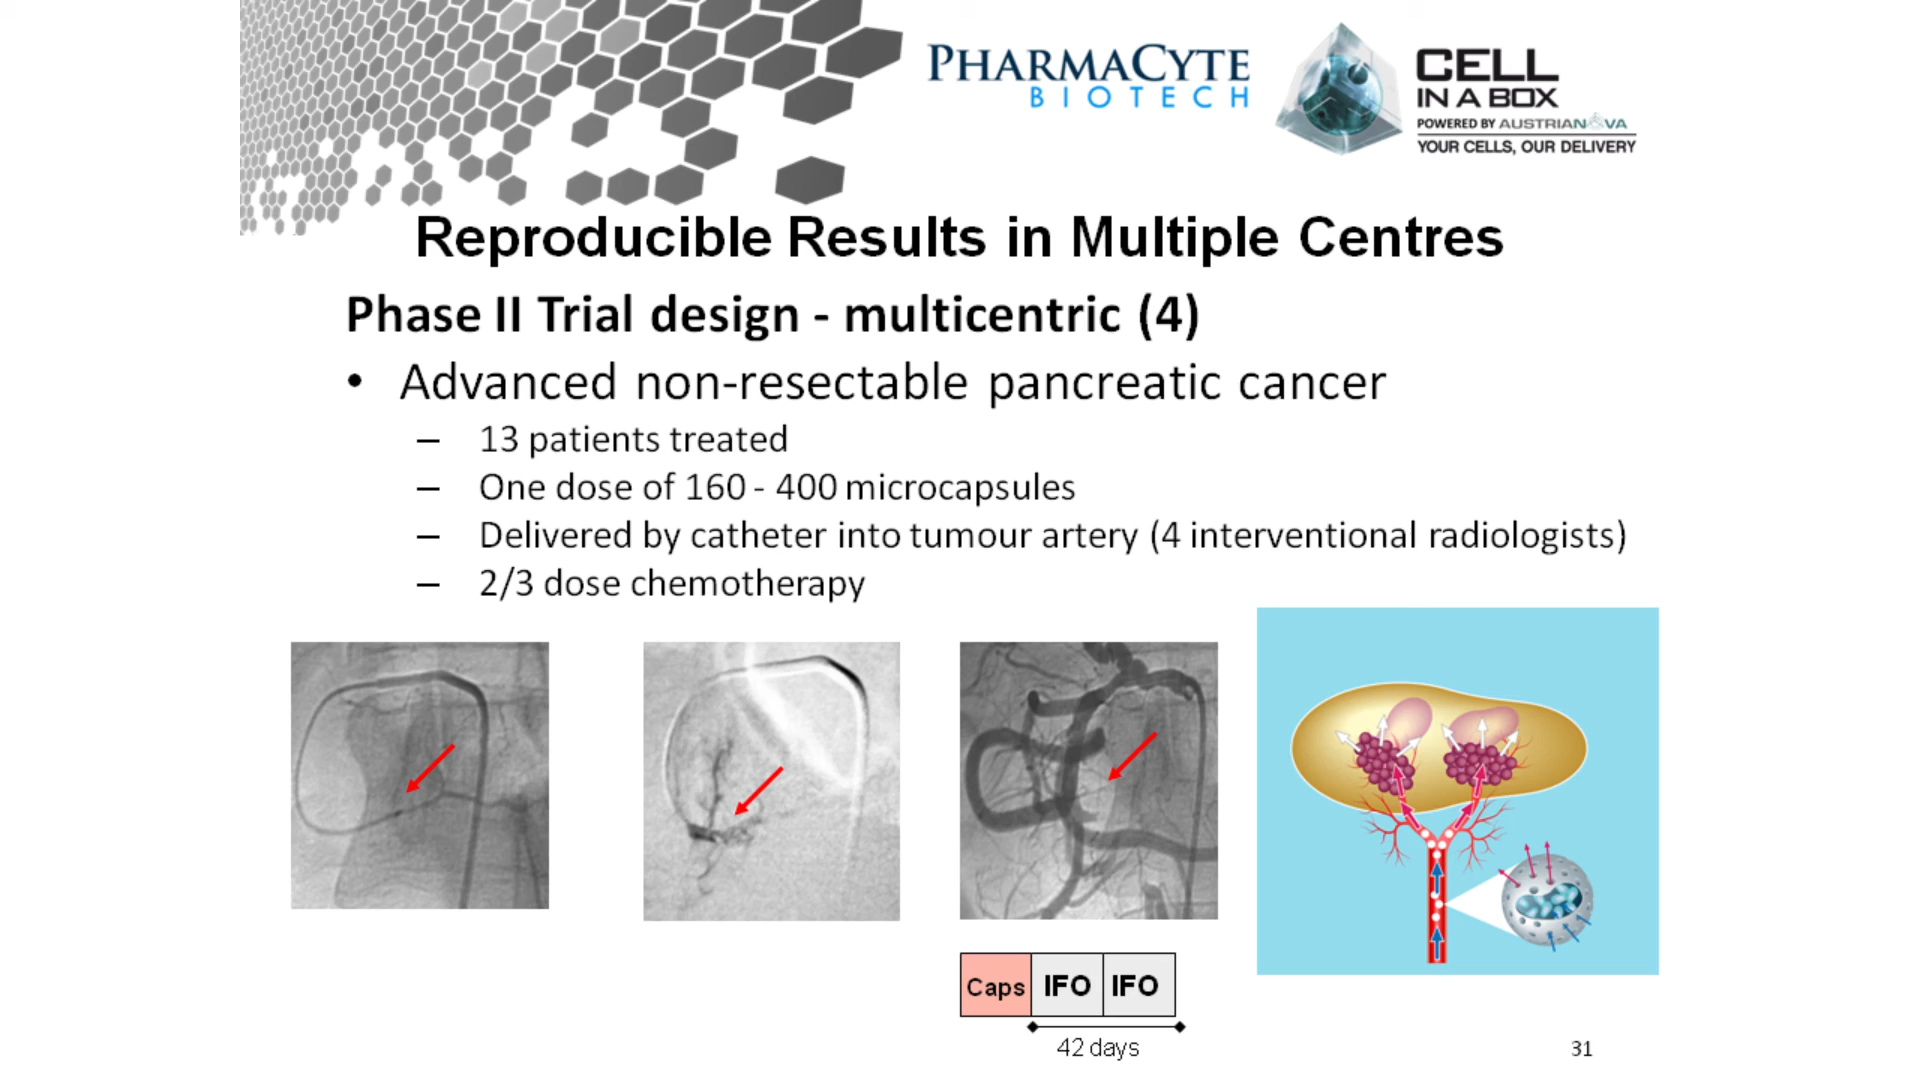 PHARMACYTE
BIOTECH
CELL
IN A BOX
POWERED BY AUSTRIANOVA
YOUR CELLS, OUR DELIVERY
Reproducible Results in Multiple Centres
Phase II Trial design - multicentric (4)
• Advanced non-resectable pancreatic cancer
– 13 patients treated
– One dose of 160 - 400 microcapsules
– Delivered by catheter into tumour artery (4 interventional radiologists)
– 2/3 dose chemotherapy
Caps IFO IFO
42 days
31